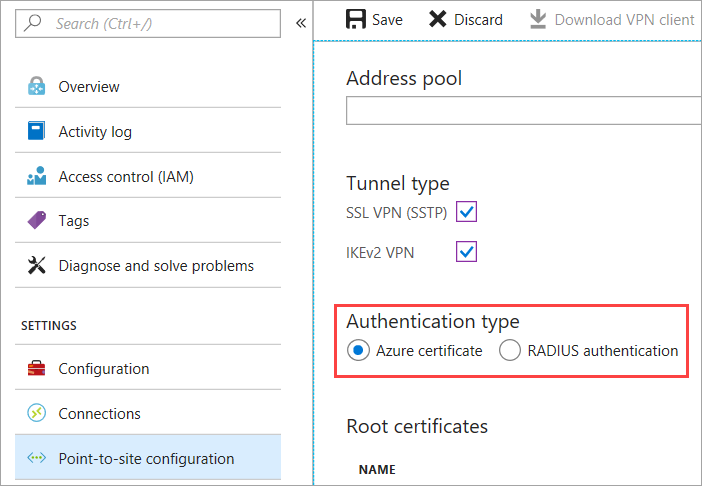 Search (Ctrl+/)
«
Overview
Activity log
Access control (IAM)
Tags
Diagnose and solve problems
SETTINGS
Configuration
Connections
Point-to-site configuration
Save
Discard
Download VPN client
Address pool
Tunnel type
SSL VPN (SSTP)
IKEv2 VPN
Authentication type
Azure certificate
RADIUS authentication
Root certificates
NAME